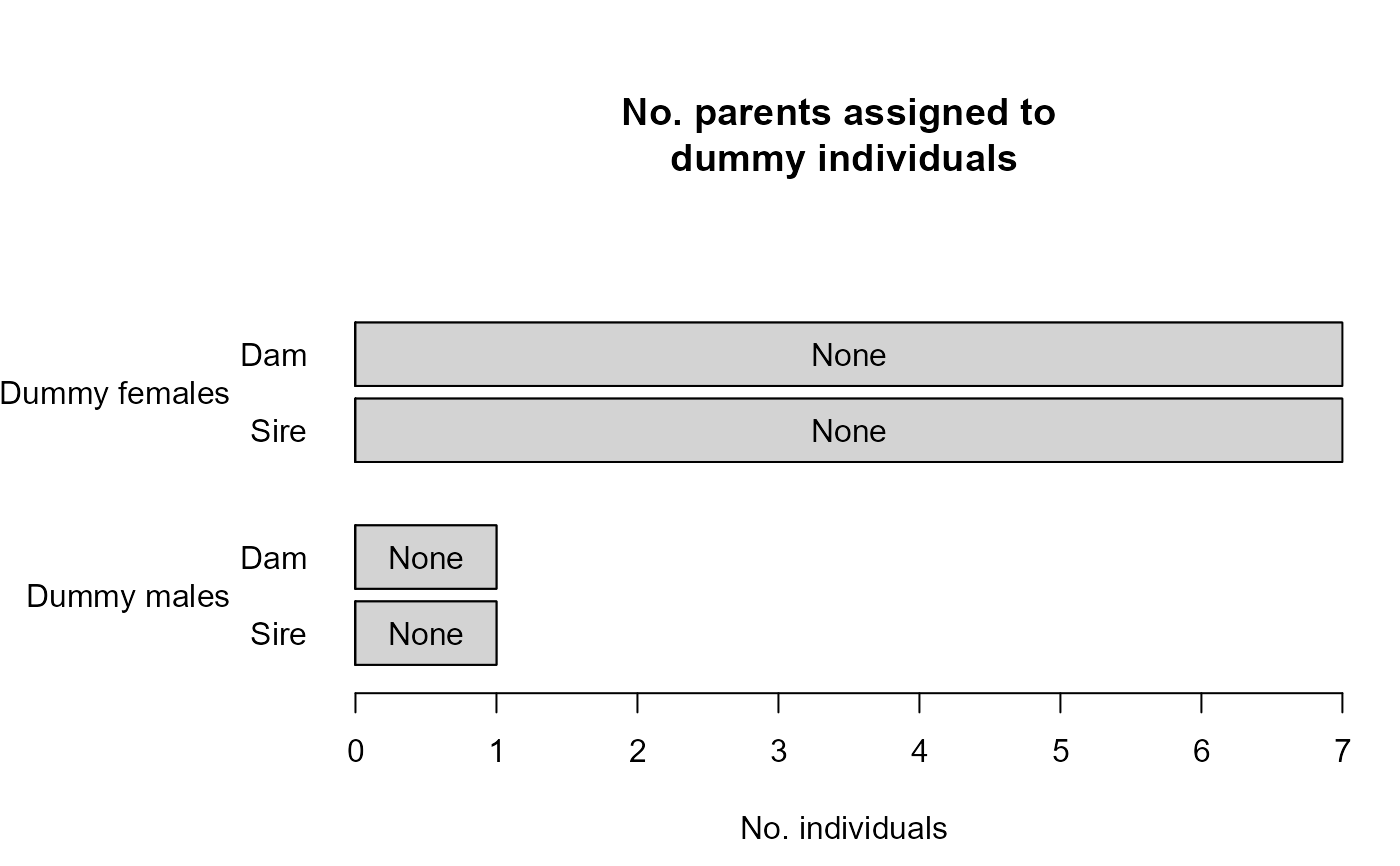 No. parents assigned to
dummy individuals
Dam
None
Dummy females
Sire
None
Dam
None
Dummy males
Sire
None
0 1 2 3 4 5 6 7
No. individuals